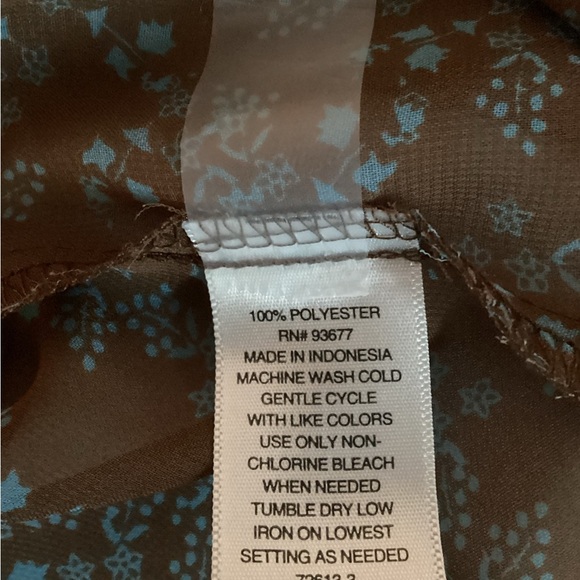 100% POLYESTER
RN# 93677
MADE IN INDONESIA
MACHINE WASH COLD
GENTLE CYCLE
WITH LIKE COLORS
USE ONLY NON-
CHLORINE BLEACH
WHEN NEEDED
TUMBLE DRY LOW
IRON ON LOWEST
SETTING AS NEEDED